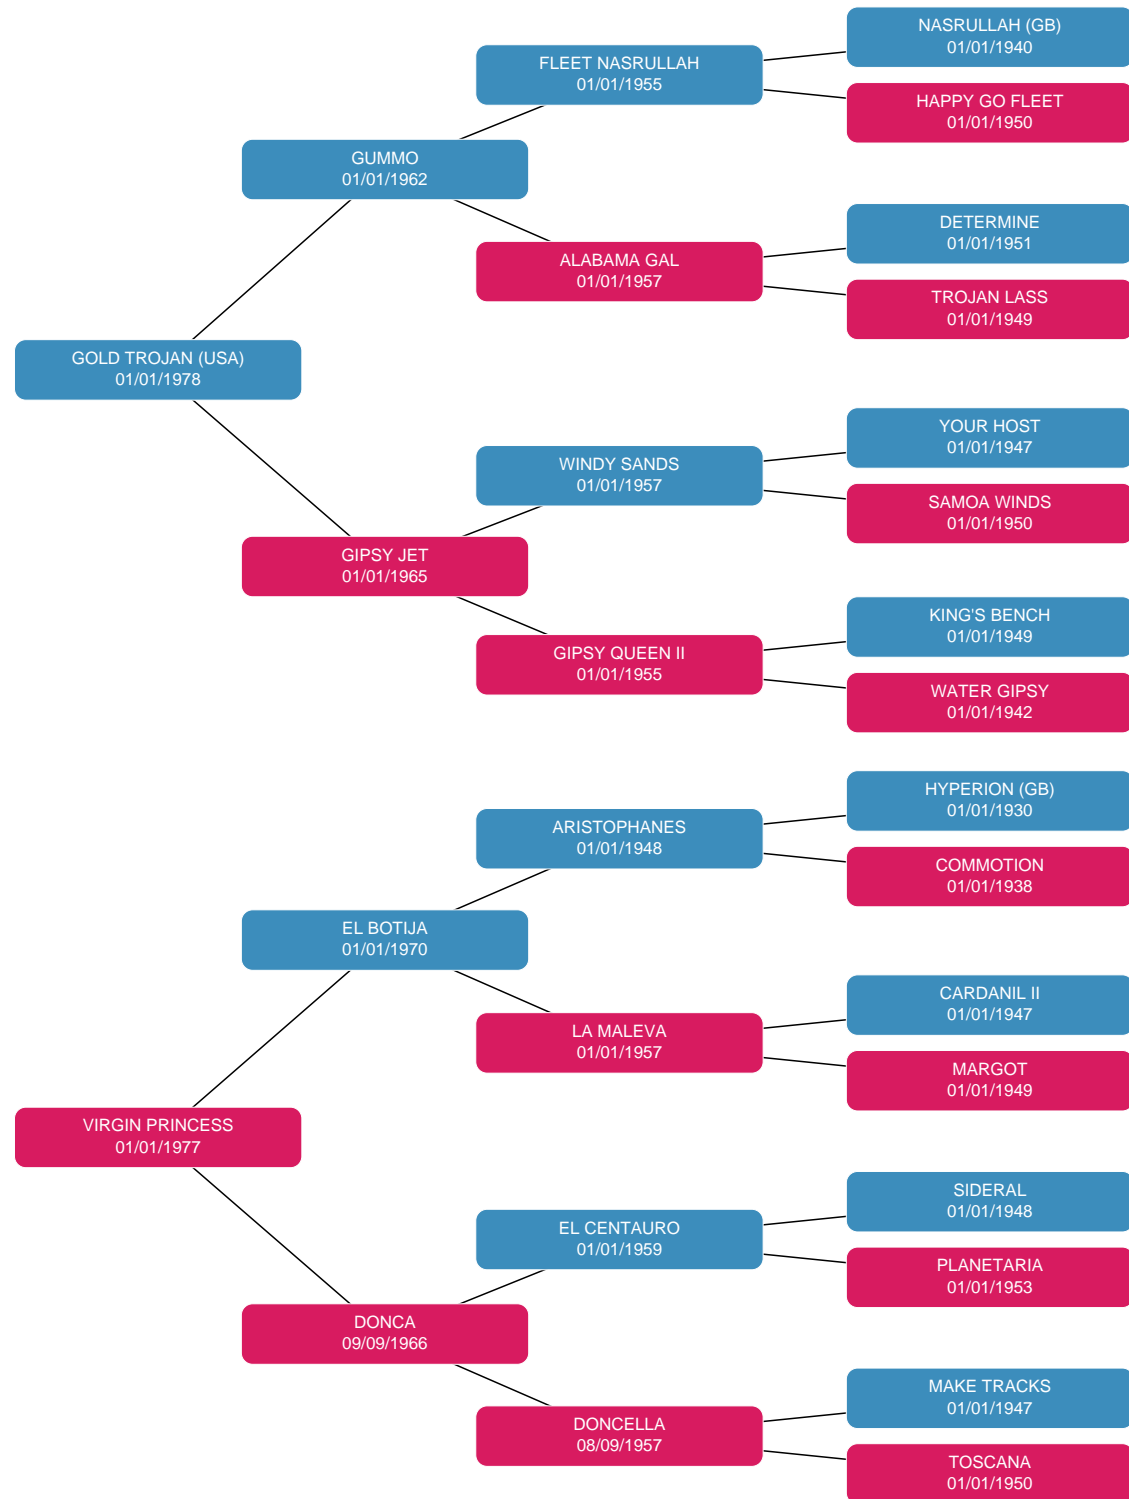 NASRULLAH (GB)
01/01/1940
FLEET NASRULLAH
01/01/1955
HAPPY GO FLEET
01/01/1950
GUMMO
01/01/1962
DETERMINE
01/01/1951
ALABAMA GAL
01/01/1957
TROJAN LASS
01/01/1949
GOLD TROJAN (USA)
01/01/1978
YOUR HOST
01/01/1947
WINDY SANDS
01/01/1957
SAMOA WINDS
01/01/1950
GIPSY JET
01/01/1965
KING'S BENCH
01/01/1949
GIPSY QUEEN II
01/01/1955
WATER GIPSY
01/01/1942
HYPERION (GB)
01/01/1930
ARISTOPHANES
01/01/1948
COMMOTION
01/01/1938
EL BOTIJA
01/01/1970
CARDANIL II
01/01/1947
LA MALEVA
01/01/1957
MARGOT
01/01/1949
VIRGIN PRINCESS
01/01/1977
SIDERAL
01/01/1948
EL CENTAURO
01/01/1959
PLANETARIA
01/01/1953
DONCA
09/09/1966
MAKE TRACKS
01/01/1947
DONCELLA
08/09/1957
TOSCANA
01/01/1950